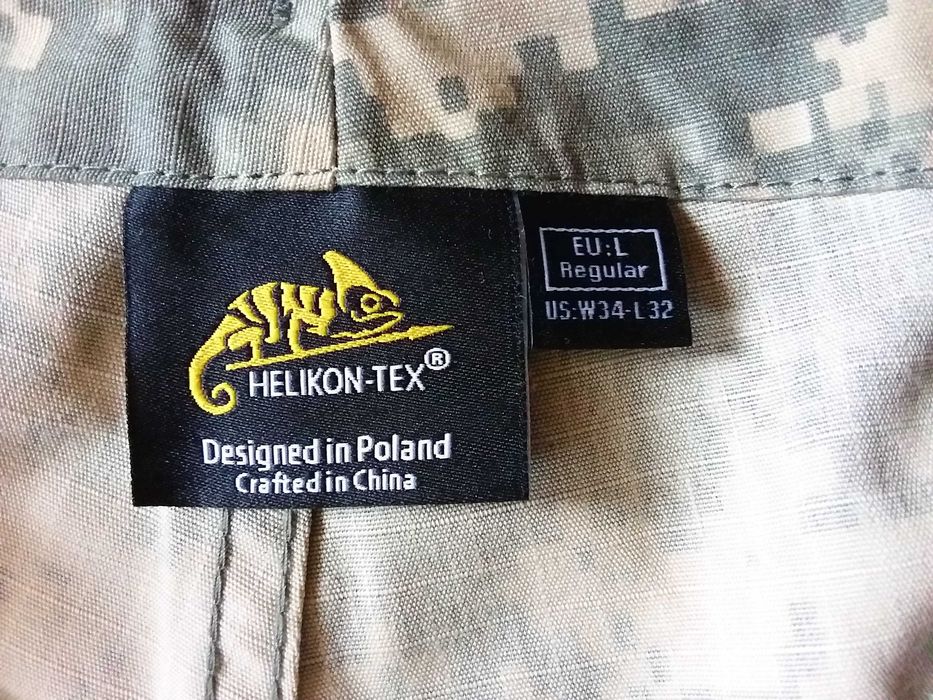 HELIKON-TEX®
Designed in Poland
Crafted in China
EU:L
Regular
US:W34-L32